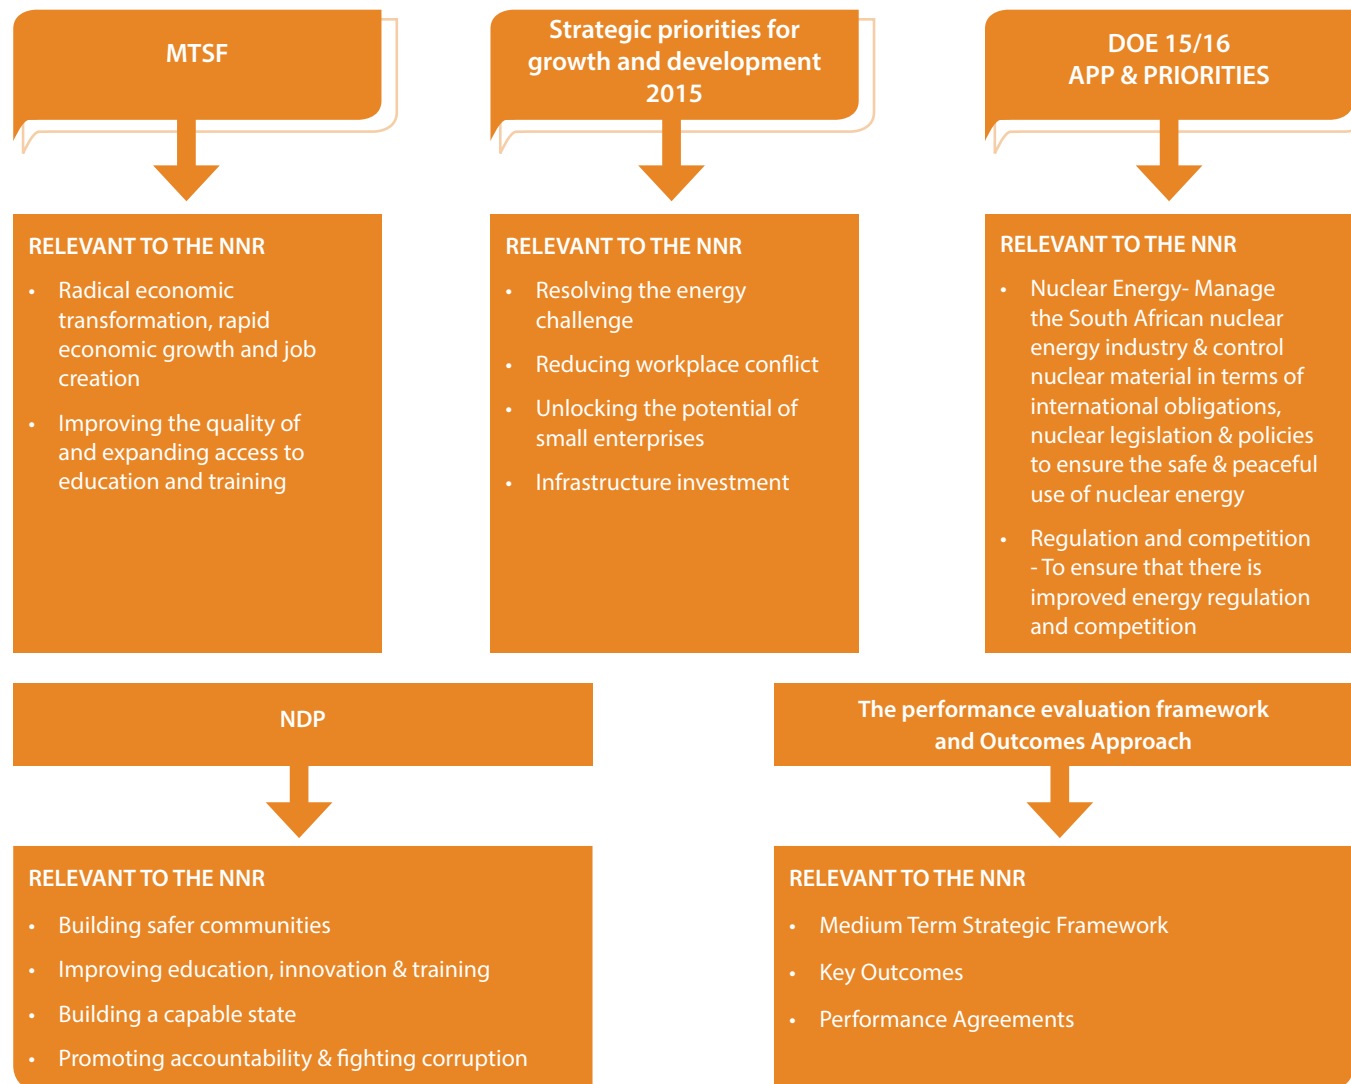 MTSF
RELEVANT TO THE NNR
• Radical economic
transformation, rapid
economic growth and job
creation
• Improving the quality of
and expanding access to
education and training
Strategic priorities for
growth and development
2015
RELEVANT TO THE NNR
• Resolving the energy
challenge
• Reducing workplace conflict
• Unlocking the potential of
small enterprises
• Infrastructure investment
DOE 15/16
APP & PRIORITIES
RELEVANT TO THE NNR
• Nuclear Energy- Manage
the South African nuclear
energy industry & control
nuclear material in terms of
international obligations,
nuclear legislation & policies
to ensure the safe & peaceful
use of nuclear energy
• Regulation and competition
- To ensure that there is
improved energy regulation
and competition
NDP
RELEVANT TO THE NNR
• Building safer communities
• Improving education, innovation & training
• Building a capable state
• Promoting accountability & fighting corruption
The performance evaluation framework
and Outcomes Approach
RELEVANT TO THE NNR
• Medium Term Strategic Framework
• Key Outcomes
• Performance Agreements